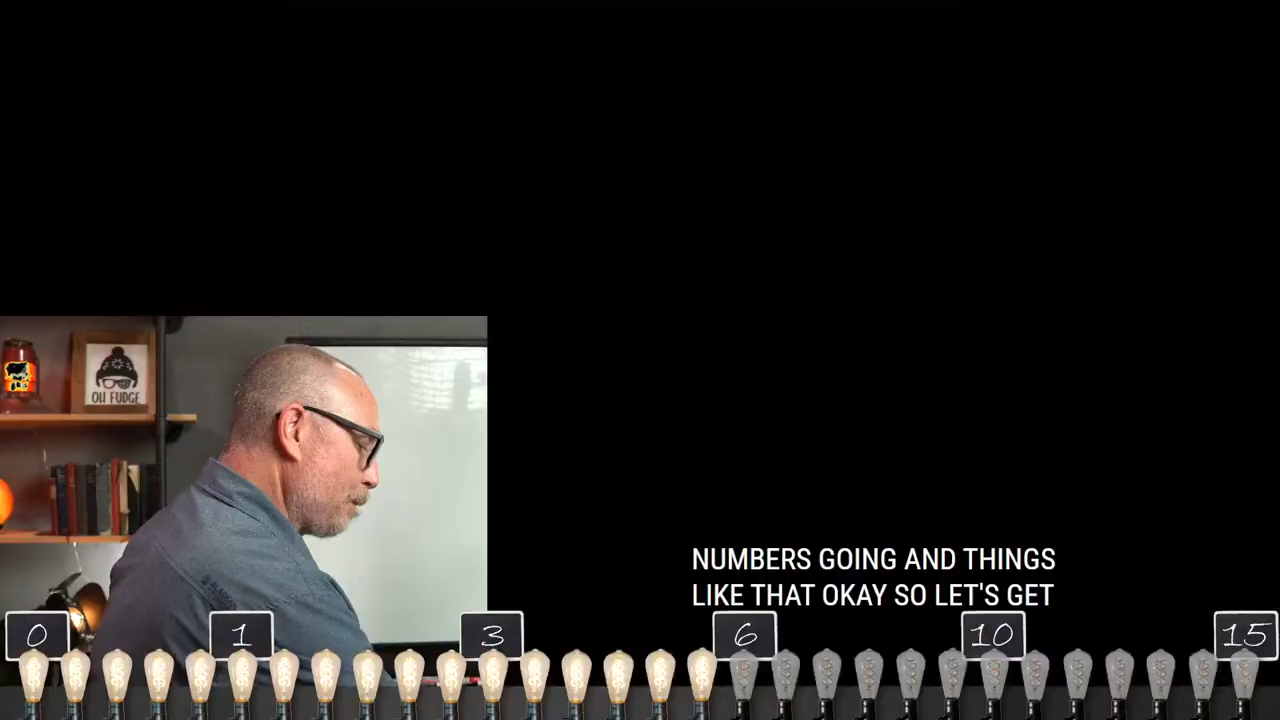 OH FUDGE
NUMBERS GOING AND THINGS
LIKE THAT OKAY SO LET'S GET
0 1 3 6 10 15